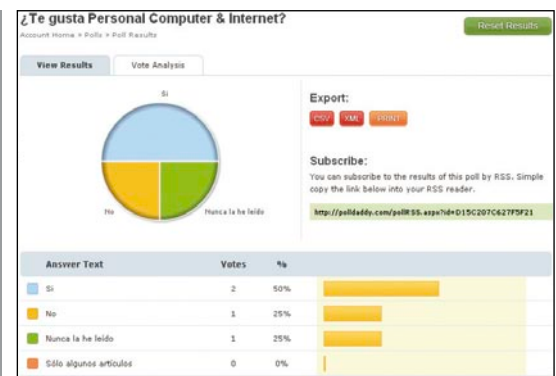 ¿Te gusta Personal Computer & Internet?
Account Home > Polls > Poll Results
Reset Results
View Results
Vote Analysis
Si
No
Nunca la he leído
Export:
CSV XML PRINT
Subscribe:
You can subscribe to the results of this poll by RSS. Simple
copy the link below into your RSS reader.
http://polldaddy.com/pollRSS.aspx?id=D15C207C627F5F21
Answer Text Votes %
Si 2 50%
No 1 25%
Nunca la he leído 1 25%
Sólo algunos artículos 0 0%